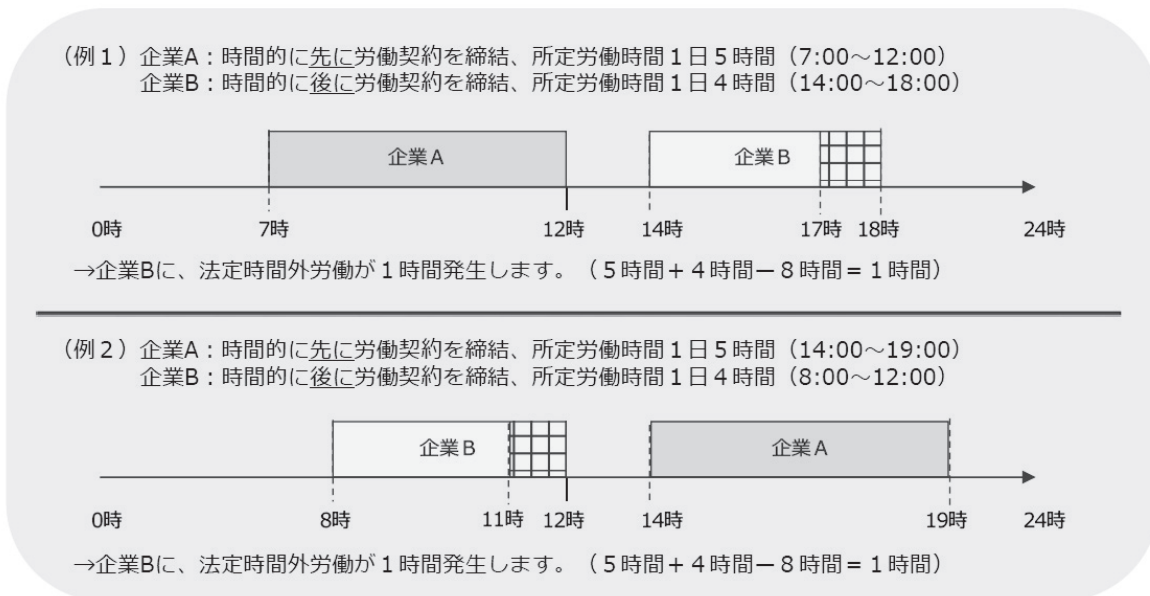 （例１）企業A：時間的に先に労働契約を締結、所定労働時間１日５時間（7:00～12:00）
企業B：時間的に後に労働契約を締結、所定労働時間１日４時間（14:00～18:00）
企業A 企業B
0時 7時 12時 14時 17時 18時 24時
→企業Bに、法定時間外労働が１時間発生します。（５時間＋４時間－８時間＝１時間）
（例２）企業A：時間的に先に労働契約を締結、所定労働時間１日５時間（14:00～19:00）
企業B：時間的に後に労働契約を締結、所定労働時間１日４時間（8:00～12:00）
企業B 企業A
0時 8時 11時 12時 14時 19時 24時
→企業Bに、法定時間外労働が１時間発生します。（５時間＋４時間－８時間＝１時間）